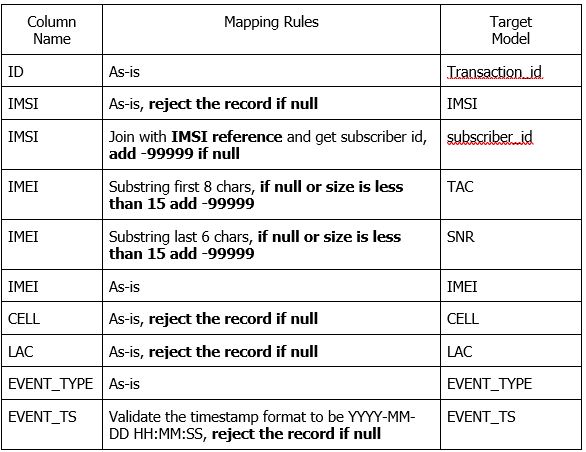 Column Name Mapping Rules Target Model
ID As-is Transaction_id
IMSI As-is, reject the record if null IMSI
IMSI Join with IMSI reference and get subscriber id, subscriber_id
add -99999 if null
IMEI Substring first 8 chars, if null or size is less TAC
than 15 add -99999
IMEI Substring last 6 chars, if null or size is less SNR
than 15 add -99999
IMEI As-is IMEI
CELL As-is, reject the record if null CELL
LAC As-is, reject the record if null LAC
EVENT_TYPE As-is EVENT_TYPE
EVENT_TS Validate the timestamp format to be YYYY-MM- EVENT_TS
DD HH:MM:SS, reject the record if null